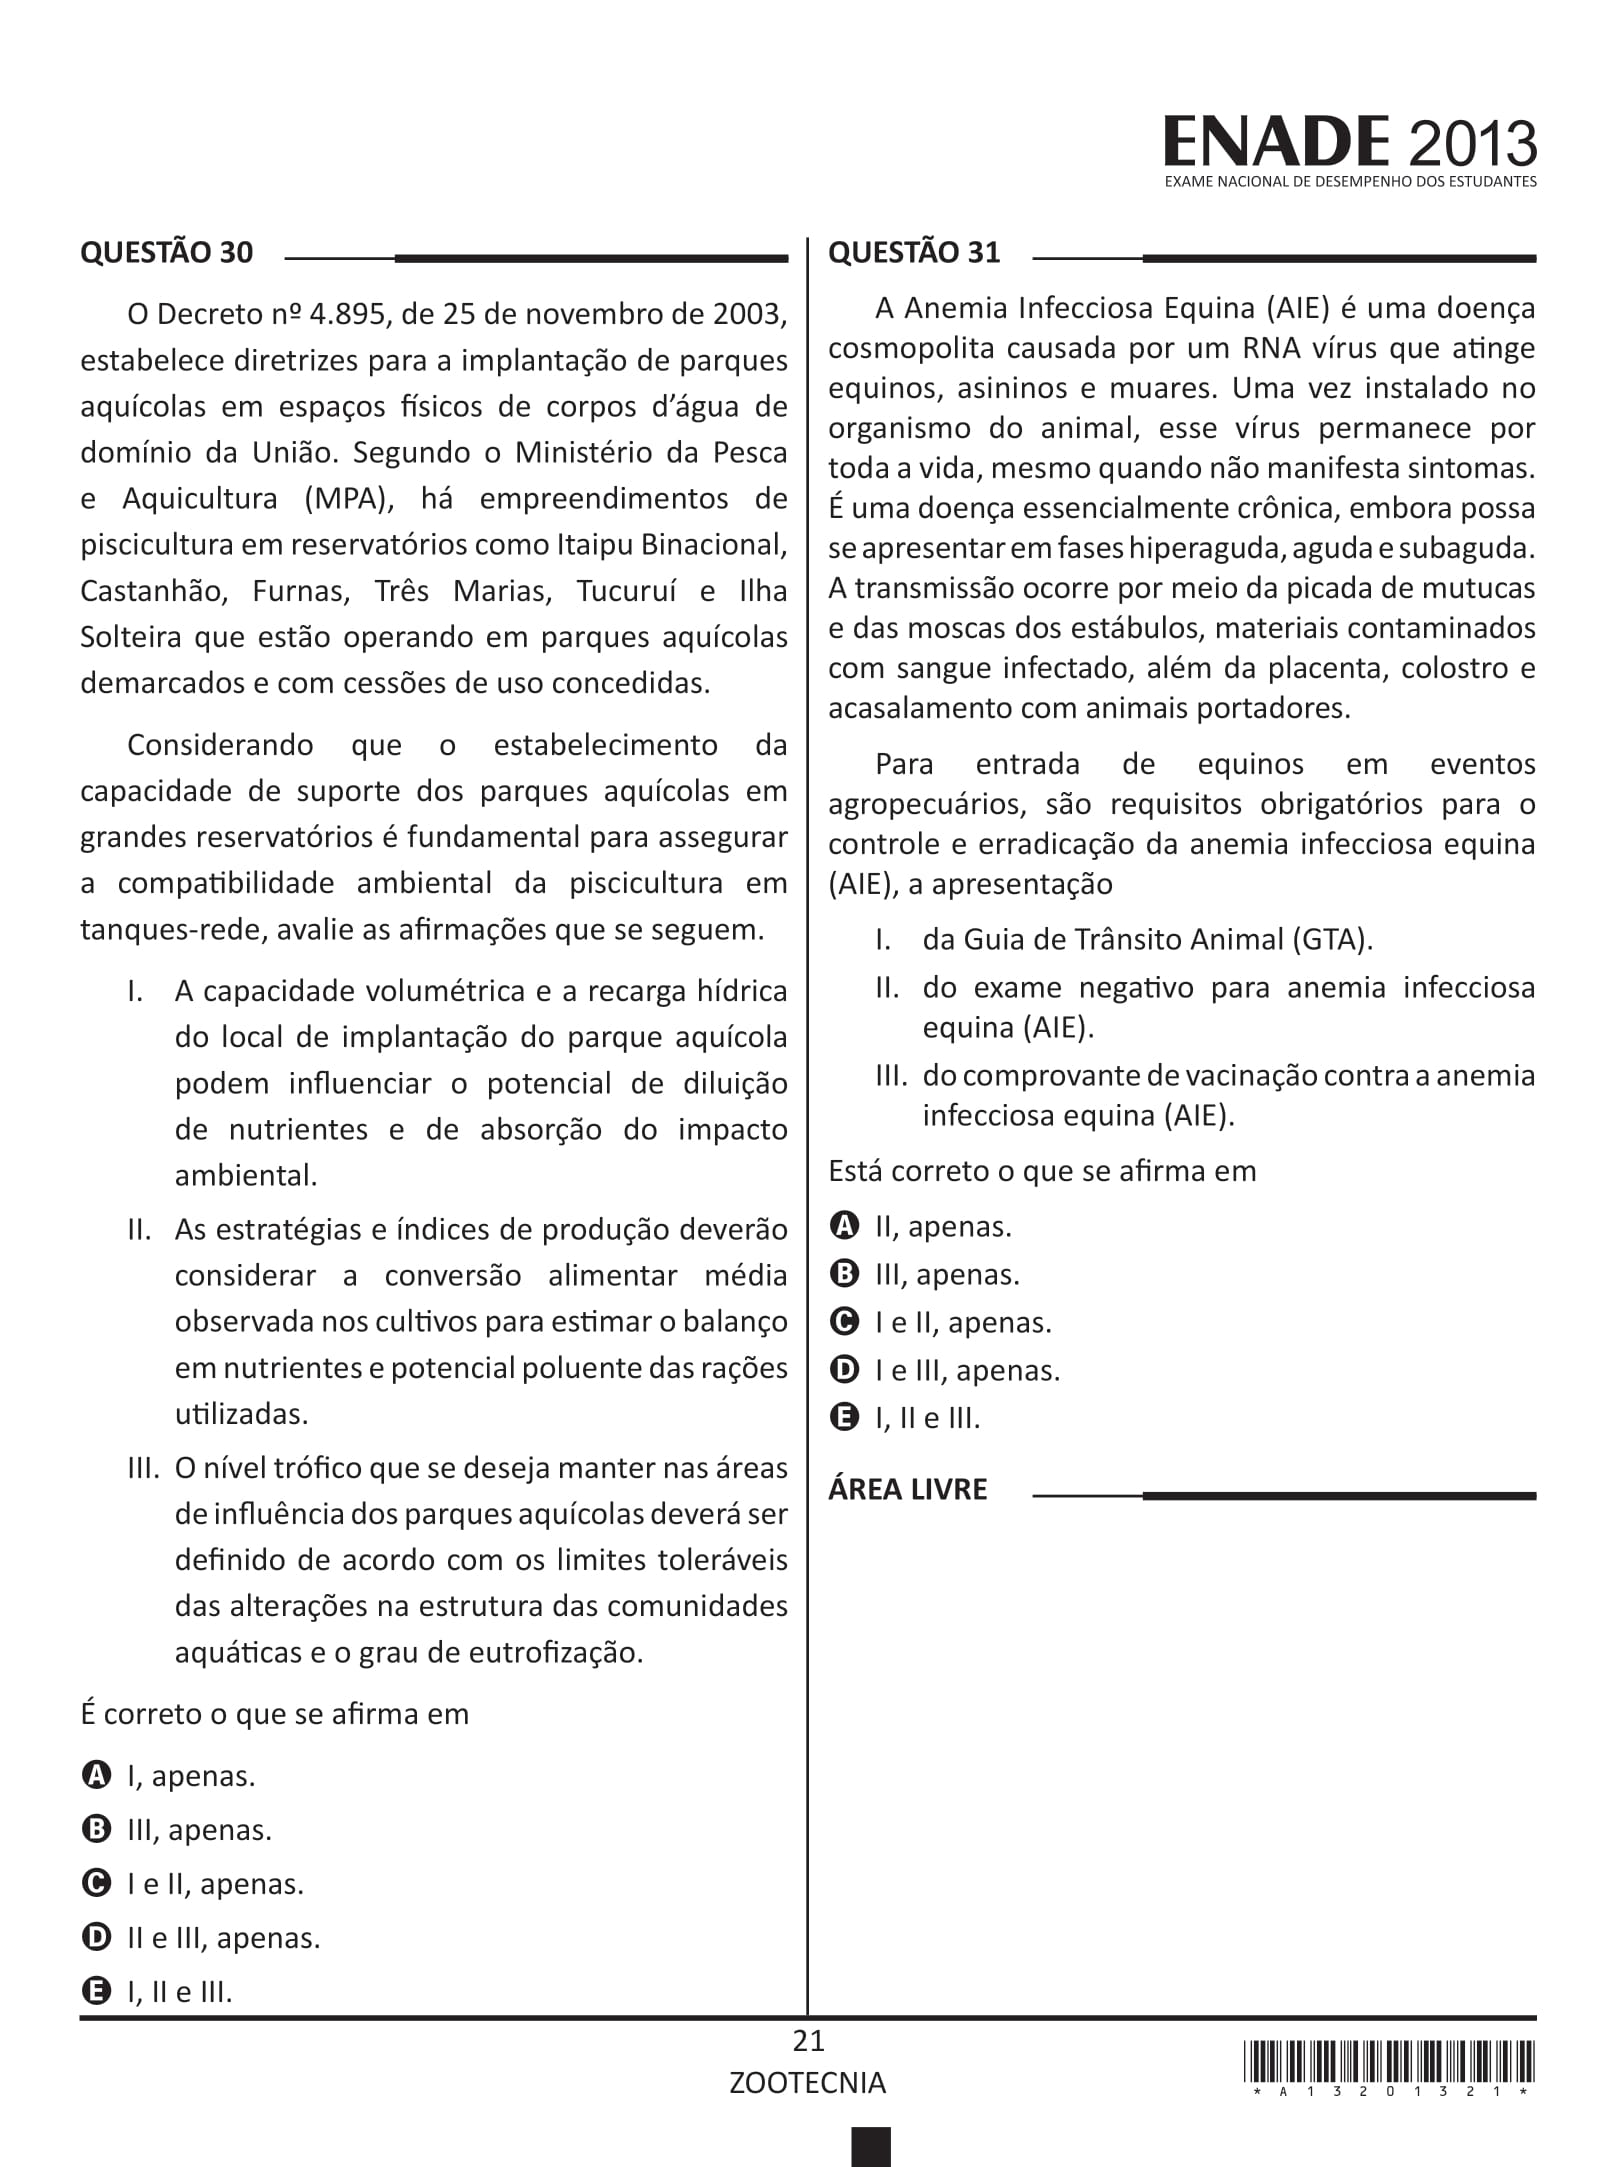 ENADE 2013
EXAME NACIONAL DE DESEMPENHO DOS ESTUDANTES
QUESTÃO 30
O Decreto nº 4.895, de 25 de novembro de 2003,
estabelece diretrizes para a implantação de parques
aquícolas em espaços físicos de corpos d’água de
domínio da União. Segundo o Ministério da Pesca
e Aquicultura (MPA), há empreendimentos de
piscicultura em reservatórios como Itaipu Binacional,
Castanhão, Furnas, Três Marias, Tucuruí e Ilha
Solteira que estão operando em parques aquícolas
demarcados e com cessões de uso concedidas.
Considerando que o estabelecimento da
capacidade de suporte dos parques aquícolas em
grandes reservatórios é fundamental para assegurar
a compatibilidade ambiental da piscicultura em
tanques-rede, avalie as afirmações que se seguem.
I. A capacidade volumétrica e a recarga hídrica
do local de implantação do parque aquícola
podem influenciar o potencial de diluição
de nutrientes e de absorção do impacto
ambiental.
II. As estratégias e índices de produção deverão
considerar a conversão alimentar média
observada nos cultivos para estimar o balanço
em nutrientes e potencial poluente das rações
utilizadas.
III. O nível trófico que se deseja manter nas áreas
de influência dos parques aquícolas deverá ser
definido de acordo com os limites toleráveis
das alterações na estrutura das comunidades
aquáticas e o grau de eutrofização.
É correto o que se afirma em
A I, apenas.
B III, apenas.
C I e II, apenas.
D II e III, apenas.
E I, II e III.
QUESTÃO 31
A Anemia Infecciosa Equina (AIE) é uma doença
cosmopolita causada por um RNA vírus que atinge
equinos, asininos e muares. Uma vez instalado no
organismo do animal, esse vírus permanece por
toda a vida, mesmo quando não manifesta sintomas.
É uma doença essencialmente crônica, embora possa
se apresentar em fases hiperaguda, aguda e subaguda.
A transmissão ocorre por meio da picada de mutucas
e das moscas dos estábulos, materiais contaminados
com sangue infectado, além da placenta, colostro e
acasalamento com animais portadores.
Para entrada de equinos em eventos
agropecuários, são requisitos obrigatórios para o
controle e erradicação da anemia infecciosa equina
(AIE), a apresentação
I. da Guia de Trânsito Animal (GTA).
II. do exame negativo para anemia infecciosa
equina (AIE).
III. do comprovante de vacinação contra a anemia
infecciosa equina (AIE).
Está correto o que se afirma em
A II, apenas.
B III, apenas.
C I e II, apenas.
D I e III, apenas.
E I, II e III.
ÁREA LIVRE
21
ZOOTECNIA
*A1320132​1*